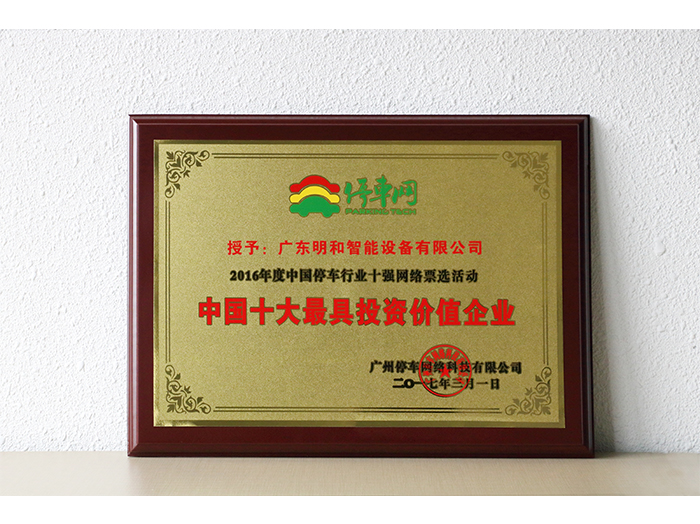 停车网
授予：广东明和智能设备有限公司
2016年度中国停车行业十强网络票选活动
中国十大最具投资价值企业
广州停车网络科技有限公司
二〇一七年三月一日